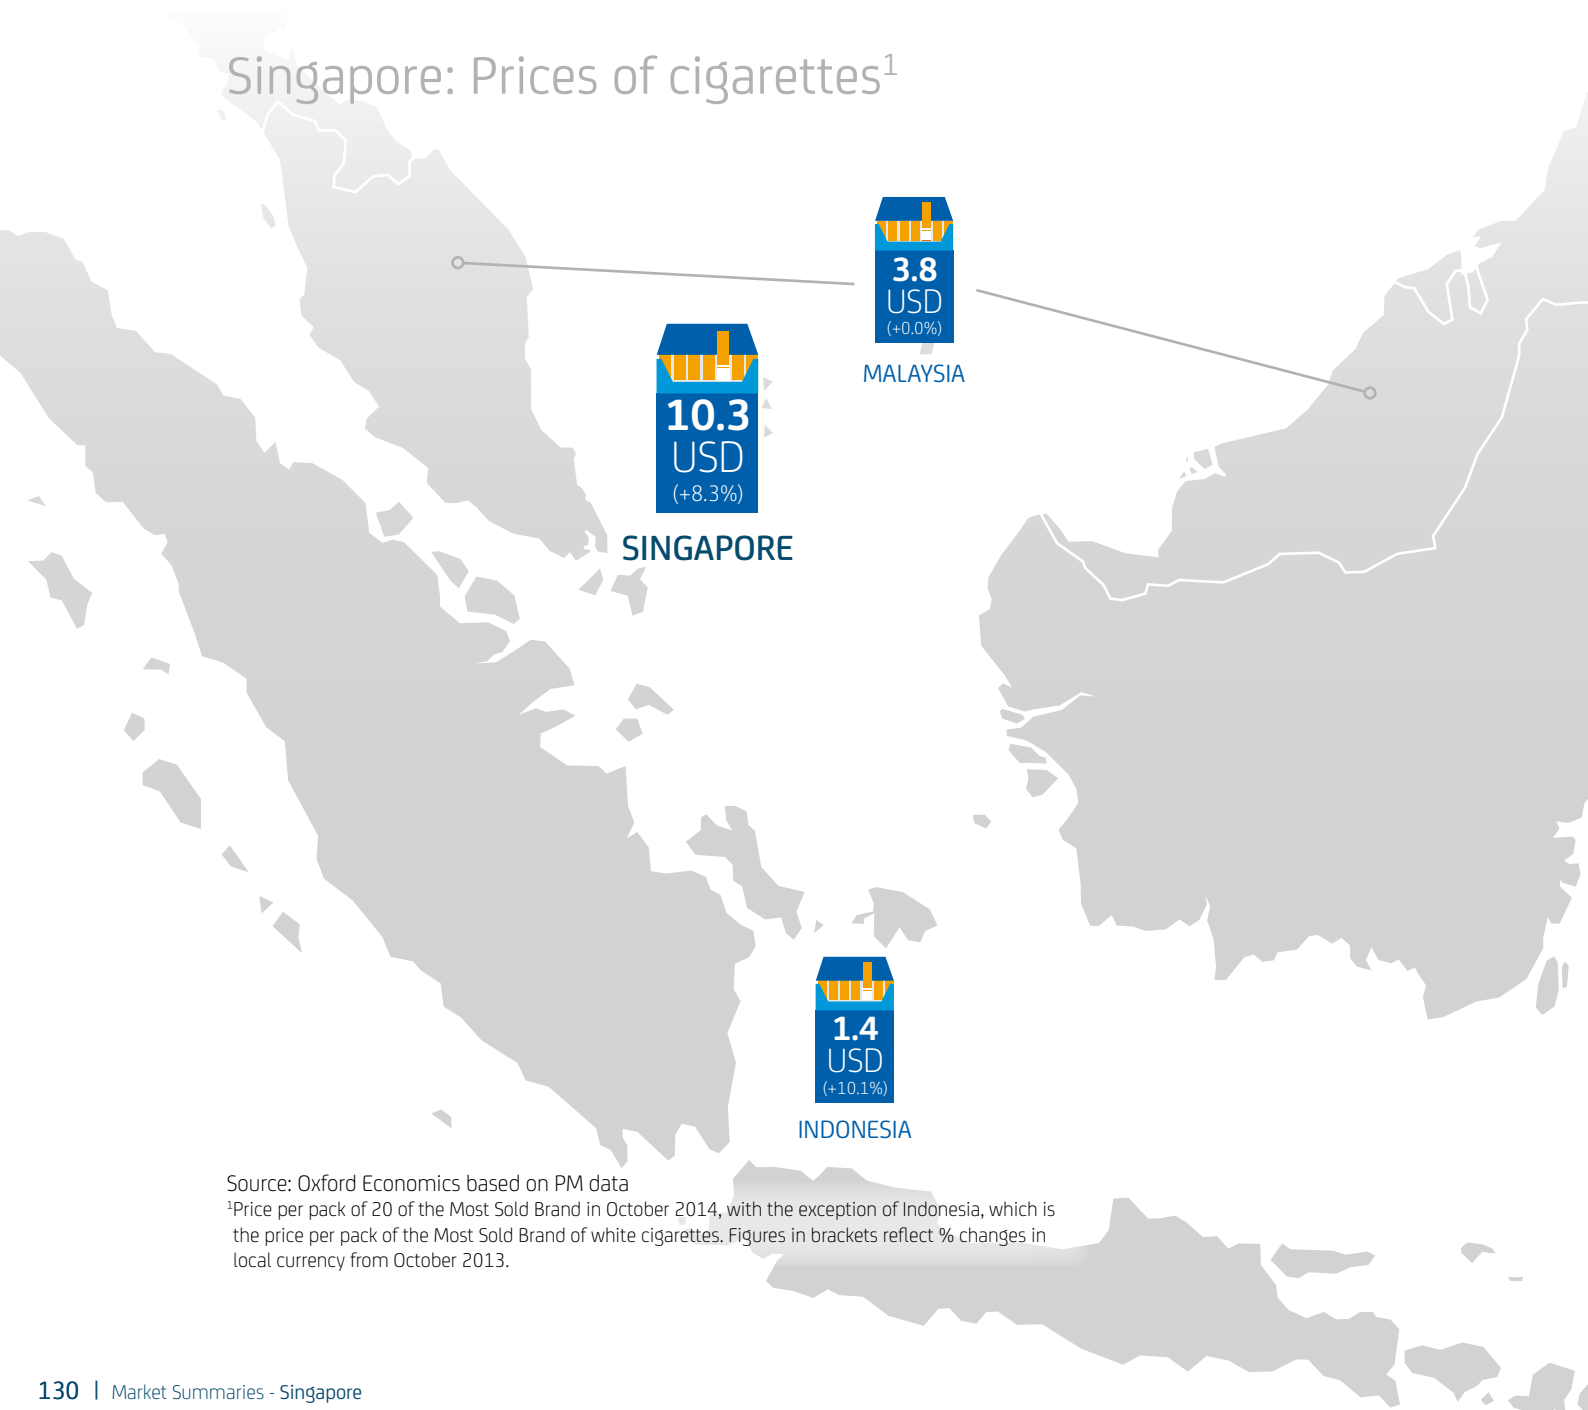 Singapore: Prices of cigarettes¹
3.8
USD
(+0.0%)
MALAYSIA
10.3
USD
(+8.3%)
SINGAPORE
1.4
USD
(+10.1%)
INDONESIA
Source: Oxford Economics based on PM data
¹Price per pack of 20 of the Most Sold Brand in October 2014, with the exception of Indonesia, which is
the price per pack of the Most Sold Brand of white cigarettes. Figures in brackets reflect % changes in
local currency from October 2013.
130 | Market Summaries - Singapore